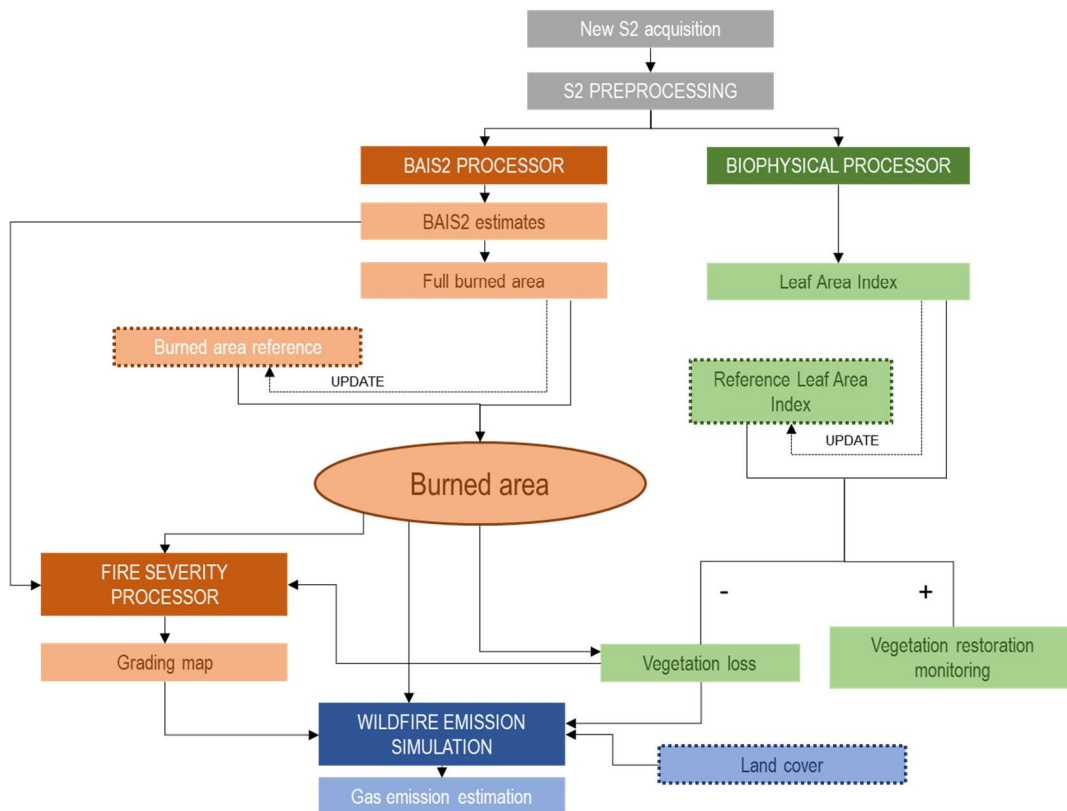 New S2 acquisition
S2 PREPROCESSING
BAIS2 PROCESSOR
BIOPHYSICAL PROCESSOR
BAIS2 estimates
Full burned area
Leaf Area Index
Burned area reference
UPDATE
Reference Leaf Area
Index
UPDATE
Burned area
FIRE SEVERITY
PROCESSOR
-
+
Grading map
Vegetation loss
Vegetation restoration
monitoring
WILDFIRE EMISSION
SIMULATION
Land cover
Gas emission estimation